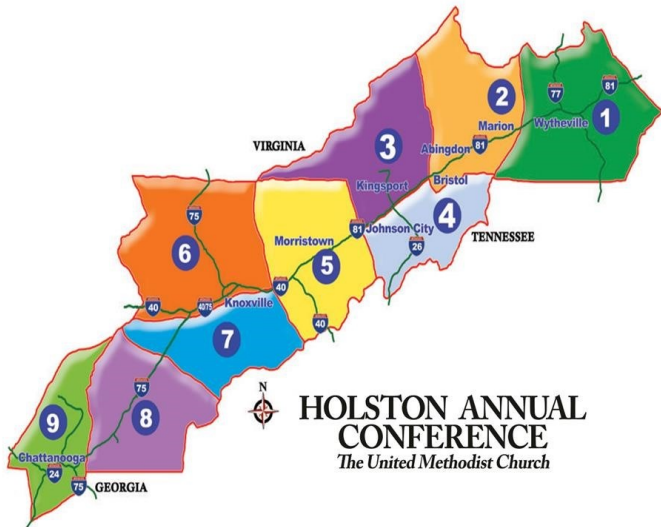 2
81
77
1
Marion
Wytheville
3
Abingdon
81
VIRGINIA
Kingsport
Bristol
4
75
Johnson City
81
TENNESSEE
6
Morristown
26
5
40
40
40/75
Knoxville
40
7
75
N
9
8
HOLSTON ANNUAL
CONFERENCE
The United Methodist Church
Chattanooga
24
75
GEORGIA